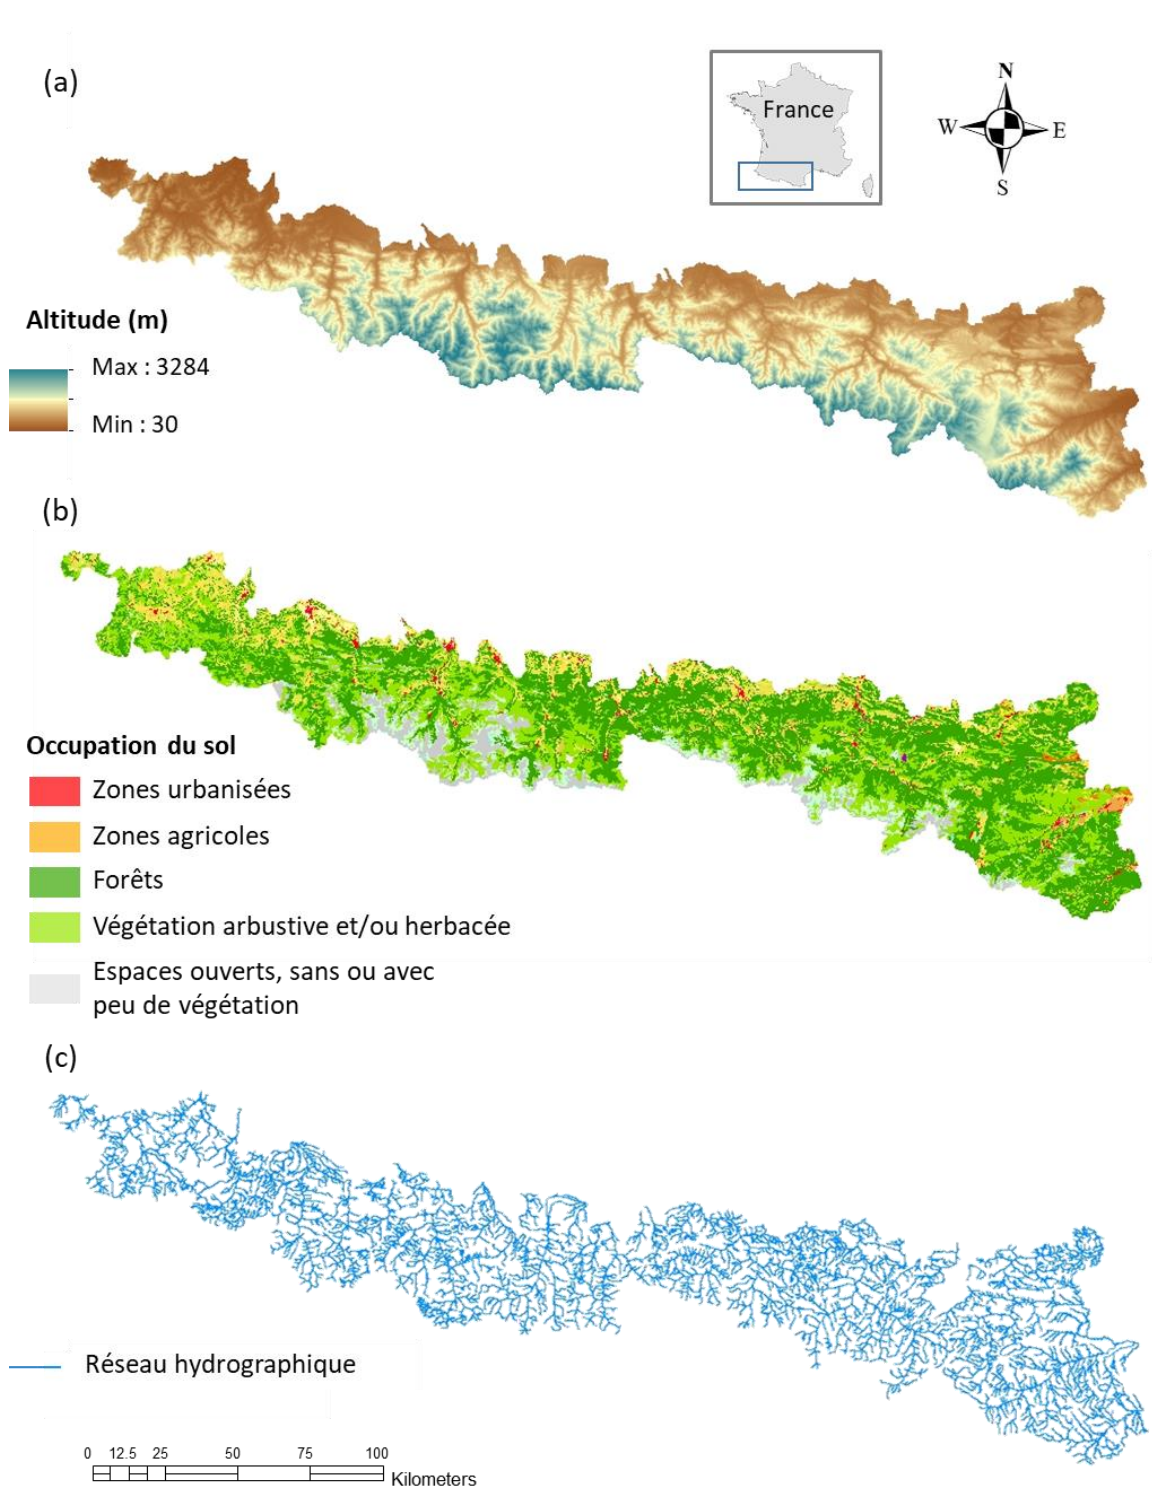 (a)
France
N
W
E
S
Altitude (m)
Max : 3284
Min : 30
(b)
Occupation du sol
Zones urbanisées
Zones agricoles
Forêts
Végétation arbustive et/ou herbacée
Espaces ouverts, sans ou avec
peu de végétation
(c)
Réseau hydrographique
0 12.5 25 50 75 100
Kilometers